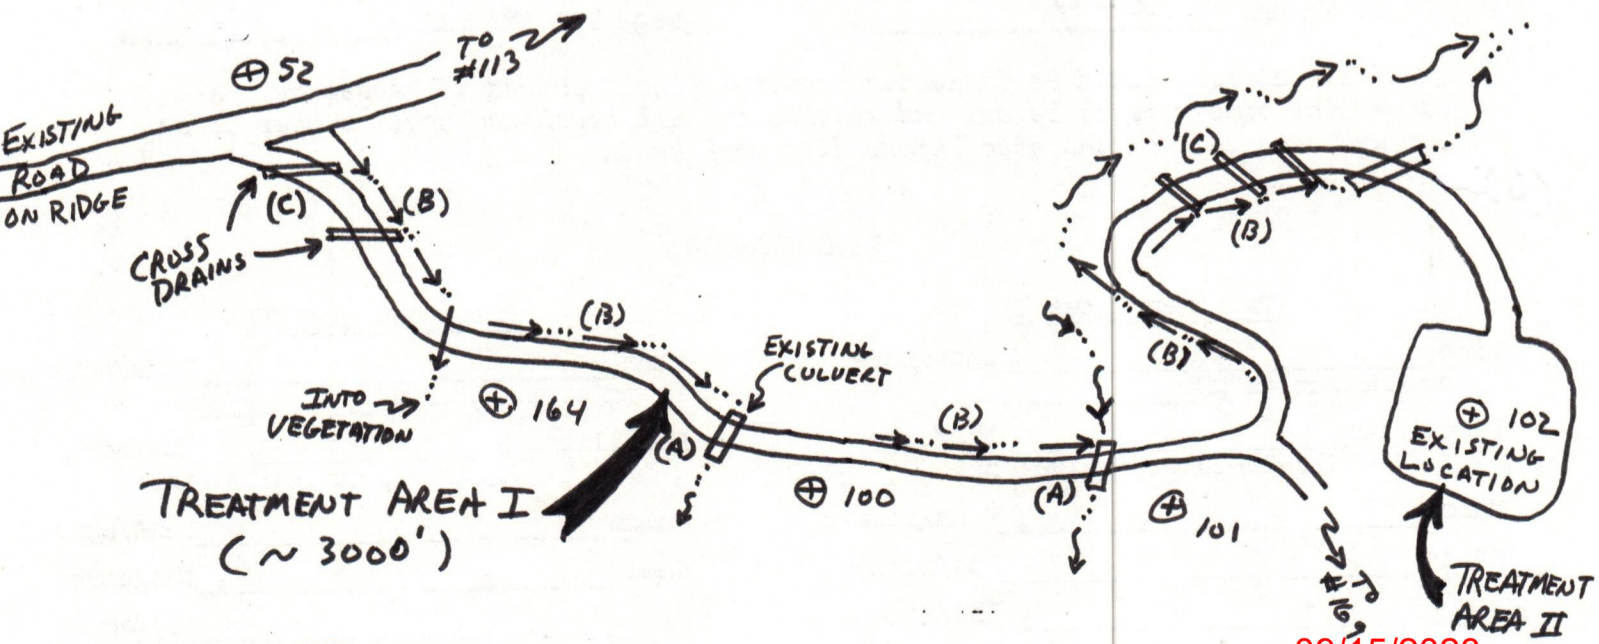 ⊕ 52
TO
#113
EXISTING
ROAD
ON RIDGE
(C)
(B)
CROSS
DRAINS
(B)
INTO
VEGETATION
⊕ 164
EXISTING
CULVERT
(A)
TREATMENT AREA I
(~ 3000')
(B)
⊕ 100
(A)
⊕ 101
(B)
(C)
(B)
⊕ 102
EXISTING
LOCATION
TREATMENT
AREA II
TO